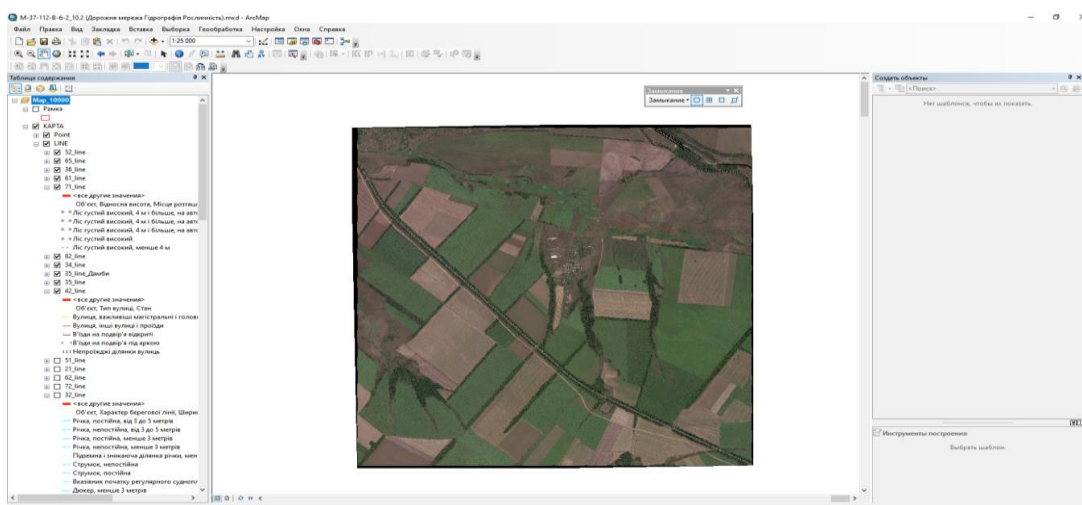 М-37-112-В-6-2_10.2 (Дорожня мережа Гідрографія Рослинність).mxd - ArcMap
Файл Правка Вид Закладка Вставка Выборка Геообработка Настройка Окна Справка
1:25 000
Таблица содержания
Создать объекты
Map_10000
<Поиск>
Рамка
Нет шаблонов, чтобы их показать.
Замыкание
Замыкание
КАРТА
Point
LINE
52_line
65_line
36_line
61_line
71_line
<все другие значения>
Об'єкт, Відносна висота, Місце розташ
Ліс густий високий, 4 м і більше, на авто
Ліс густий високий, 4 м і більше, на авто
Ліс густий високий, 4 м і більше, на авто
Ліс густий високий
Ліс густий високий, менше 4 м
82_line
34_line
35_line_Дамби
35_line
42_line
<все другие значения>
Об'єкт, Тип вулиці, Стан
Вулиця, важливіші магістральні і голов
Вулиця, інші вулиці і проїзди
В'їзди на подвір'я відкриті
В'їзди на подвір'я під аркою
Непроїжджі ділянки вулиць
51_line
21_line
62_line
72_line
32_line
<все другие значения>
Об'єкт, Характер берегової лінії, Шири
Річка, постійна, від 3 до 5 метрів
Річка, непостійна, від 3 до 5 метрів
Річка, постійна, менше 3 метрів
Річка, непостійна, менше 3 метрів
Підземна і зникаюча ділянка річки, мен
Струмок, непостійна
Струмок, постійна
Вказівник початку регулярного суднопл
Дюкер, менше 3 метрів
Инструменты построения
Выбрать шаблон.